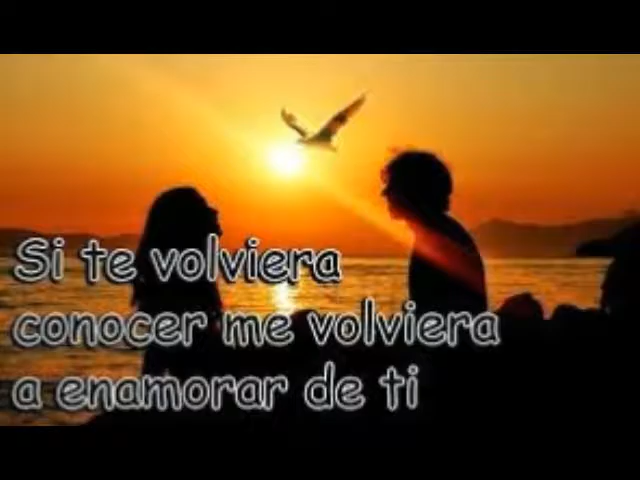 Si te volviera
conocer me volviera
a enamorar de ti